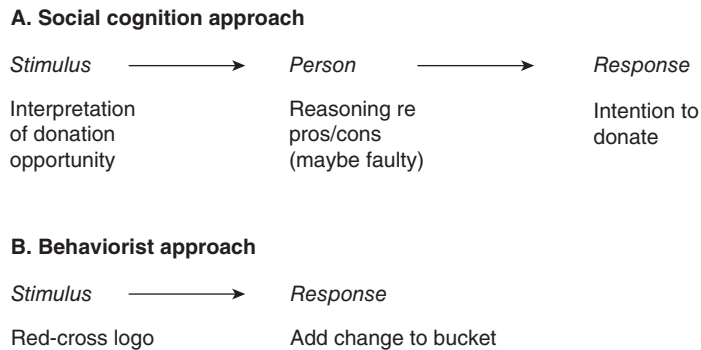 A. Social cognition approach
Stimulus Person Response
Interpretation Reasoning re Intention to
of donation pros/cons donate
opportunity (maybe faulty)
B. Behaviorist approach
Stimulus Response
Red-cross logo Add change to bucket